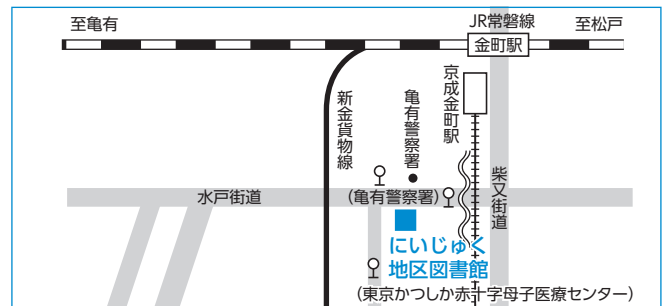 至亀有
JR常磐線
至松戸
金町駅
新金貨物線
亀有警察署
京成金町駅
柴又街道
水戸街道
(亀有警察署)
にいじゅく
地区図書館
(東京かつしか赤十字母子医療センター)